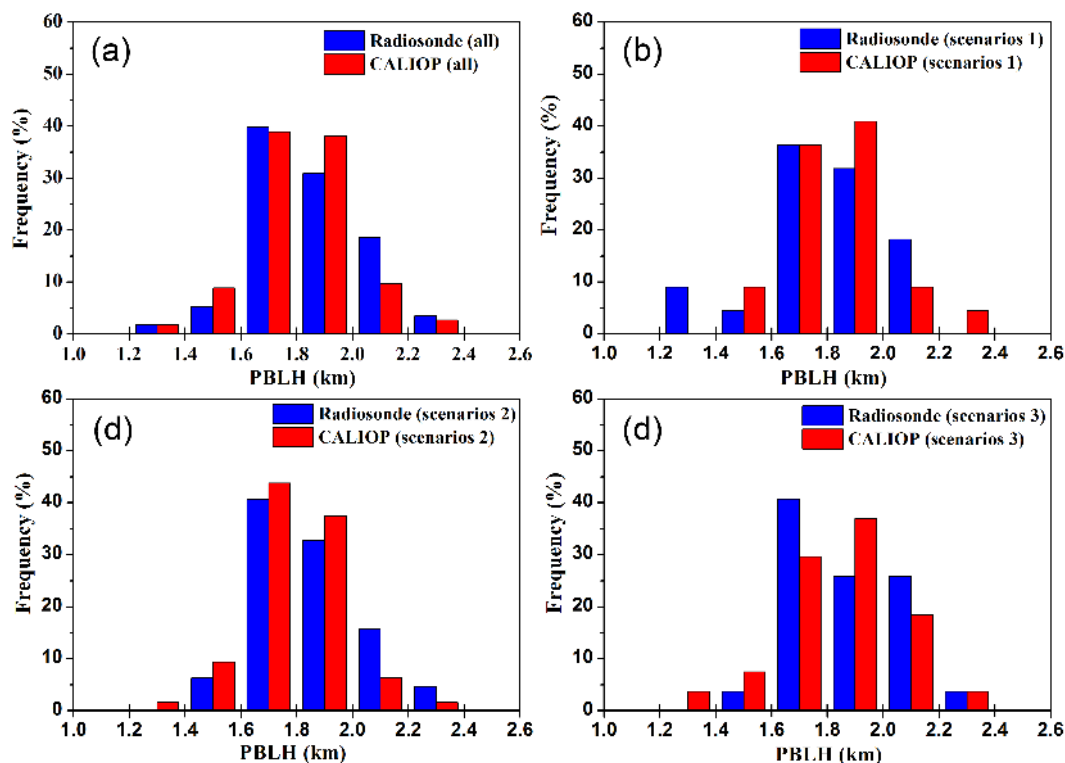 (a)
Radiosonde (all)
CALIOP (all)
Frequency (%)
60
50
40
30
20
10
0
1.0 1.2 1.4 1.6 1.8 2.0 2.2 2.4 2.6
PBLH (km)
(b)
Radiosonde (scenarios 1)
CALIOP (scenarios 1)
Frequency (%)
60
50
40
30
20
10
0
1.0 1.2 1.4 1.6 1.8 2.0 2.2 2.4 2.6
PBLH (km)
(d)
Radiosonde (scenarios 2)
CALIOP (scenarios 2)
Frequency (%)
60
50
40
30
20
10
0
1.0 1.2 1.4 1.6 1.8 2.0 2.2 2.4 2.6
PBLH (km)
(d)
Radiosonde (scenarios 3)
CALIOP (scenarios 3)
Frequency (%)
60
50
40
30
20
10
0
1.0 1.2 1.4 1.6 1.8 2.0 2.2 2.4 2.6
PBLH (km)